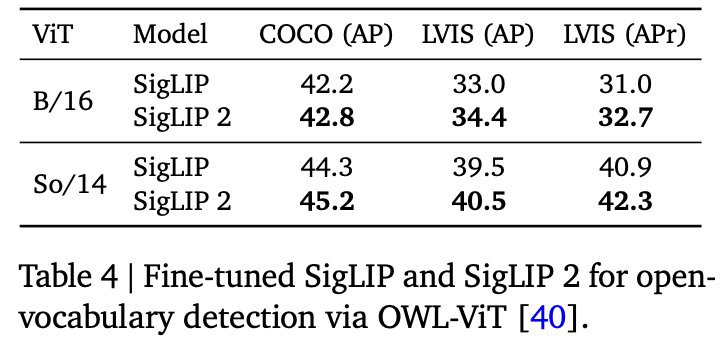 ViT Model COCO (AP) LVIS (AP) LVIS (APr)
B/16
SigLIP 42.2 33.0 31.0
SigLIP 2 42.8 34.4 32.7
So/14
SigLIP 44.3 39.5 40.9
SigLIP 2 45.2 40.5 42.3
Table 4 | Fine-tuned SigLIP and SigLIP 2 for open-
vocabulary detection via OWL-ViT [40].